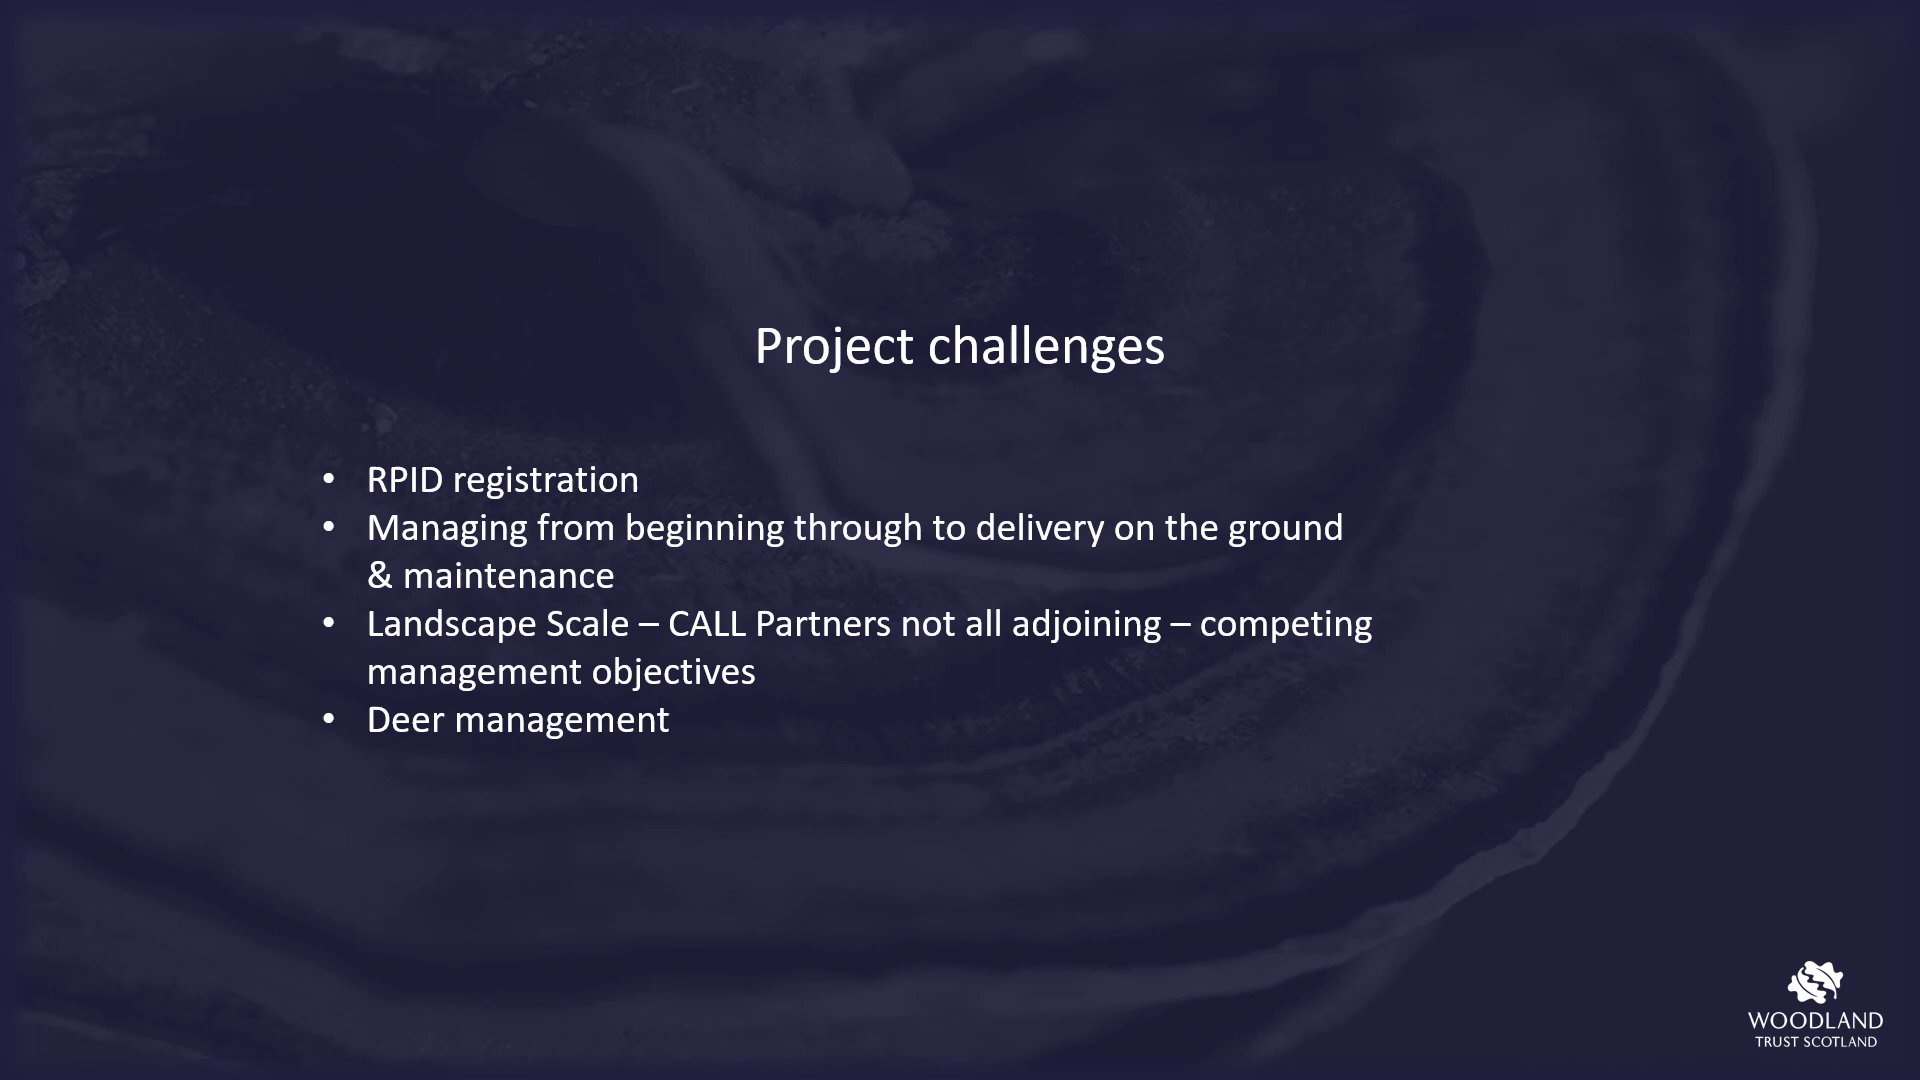 Project challenges
• RPID registration
• Managing from beginning through to delivery on the ground
& maintenance
• Landscape Scale – CALL Partners not all adjoining – competing
management objectives
• Deer management
WOODLAND
TRUST SCOTLAND